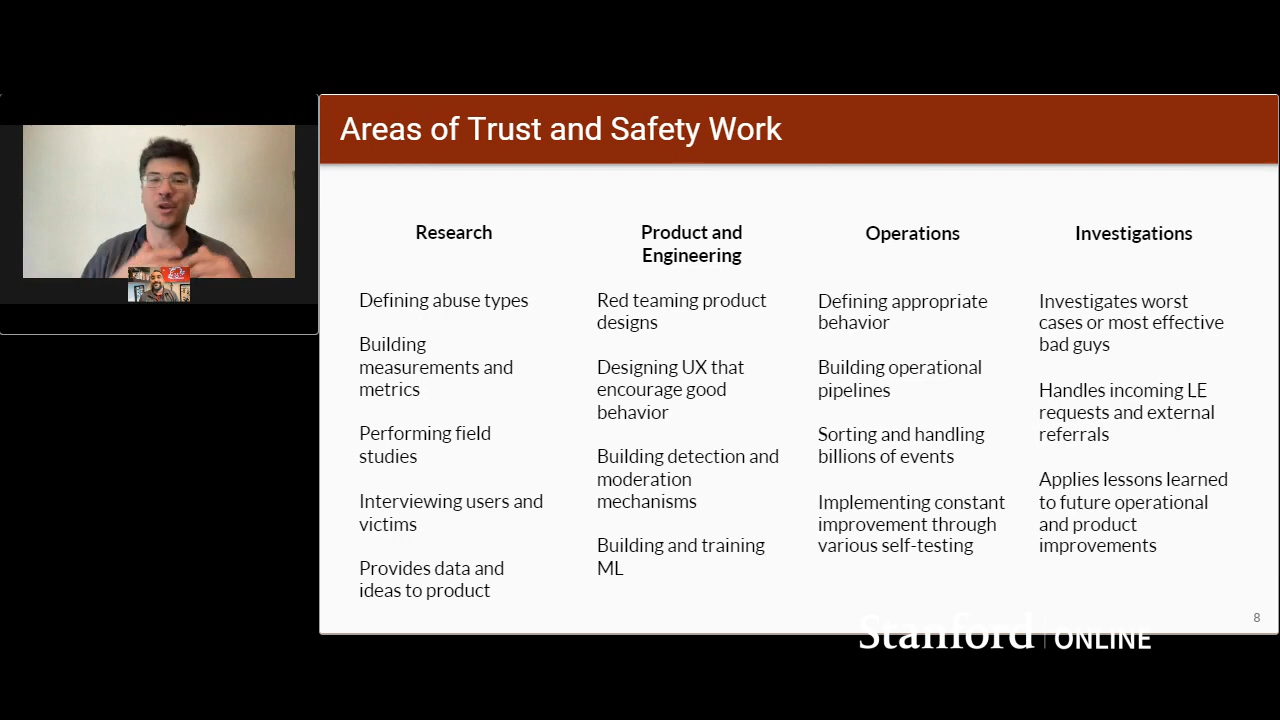 Areas of Trust and Safety Work
Research
Defining abuse types
Building
measurements and
metrics
Performing field
studies
Interviewing users and
victims
Provides data and
ideas to product
Product and
Engineering
Red teaming product
designs
Designing UX that
encourage good
behavior
Building detection and
moderation
mechanisms
Building and training
ML
Operations
Defining appropriate
behavior
Building operational
pipelines
Sorting and handling
billions of events
Implementing constant
improvement through
various self-testing
Investigations
Investigates worst
cases or most effective
bad guys
Handles incoming LE
requests and external
referrals
Applies lessons learned
to future operational
and product
improvements
8
Stanford ONLINE